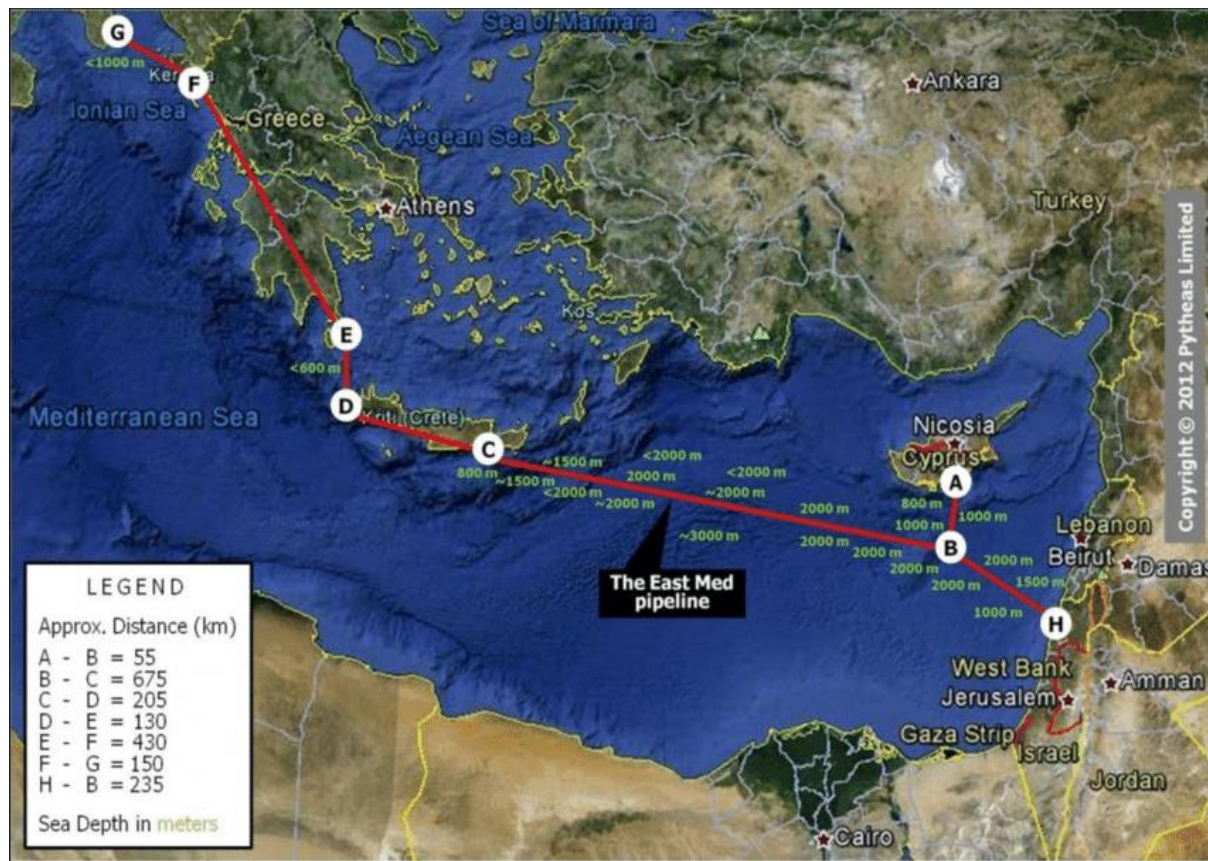 Sea of Marmara
G
<1000 m
F
Ionian Sea
Greece
Aegean Sea
Ankara
Athens
Turkey
Kos
E
<600 m
D
Kriti (Crete)
Mediterranean Sea
C
800 m
~1500 m
~1500 m
<2000 m
<2000 m
2000 m
~2000 m
<2000 m
~2000 m
~3000 m
2000 m
2000 m
2000 m
2000 m
Nicosia
Cyprus
A
800 m
1000 m
1000 m
B
2000 m
2000 m
1500 m
1000 m
H
Lebanon
Beirut
Damas
The East Med
pipeline
West Bank
Jerusalem
Amman
Gaza Strip
Israel
Jordan
Cairo
LEGEND
Approx. Distance (km)
A - B = 55
B - C = 675
C - D = 205
D - E = 130
E - F = 430
F - G = 150
H - B = 235
Sea Depth in meters
Copyright © 2012 Pytheas Limited